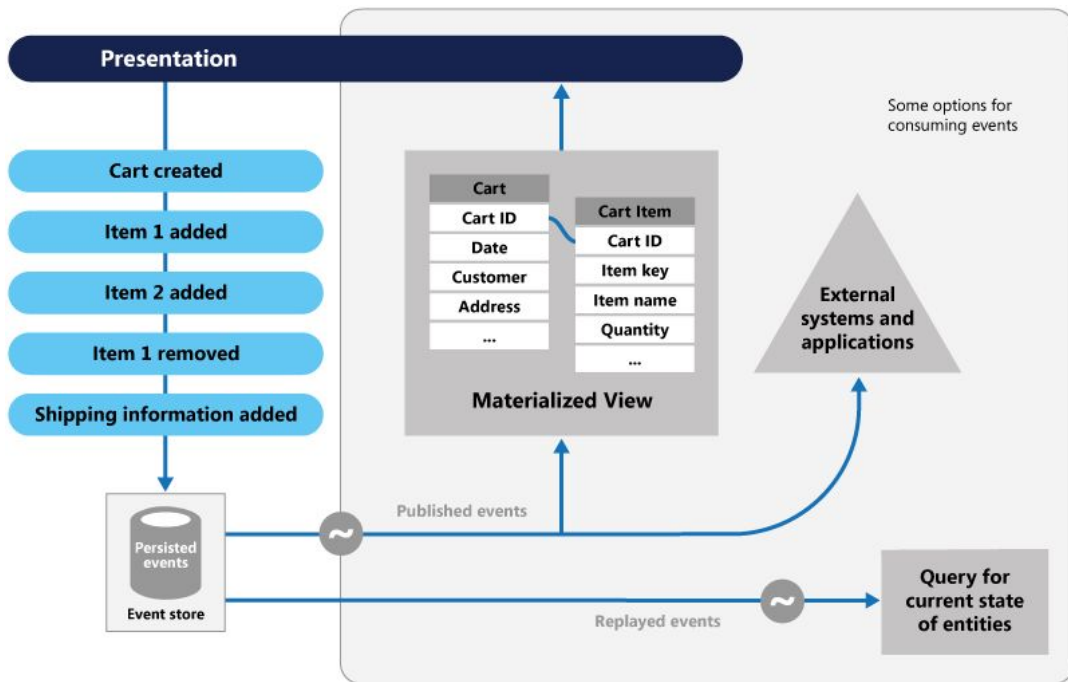 Presentation
Cart created
Item 1 added
Item 2 added
Item 1 removed
Shipping information added
Persisted
events
Event store
Some options for
consuming events
Cart
Cart ID
Date
Customer
Address
...
Cart Item
Cart ID
Item key
Item name
Quantity
...
Materialized View
External
systems and
applications
Published events
~
Replayed events
~
Query for
current state
of entities